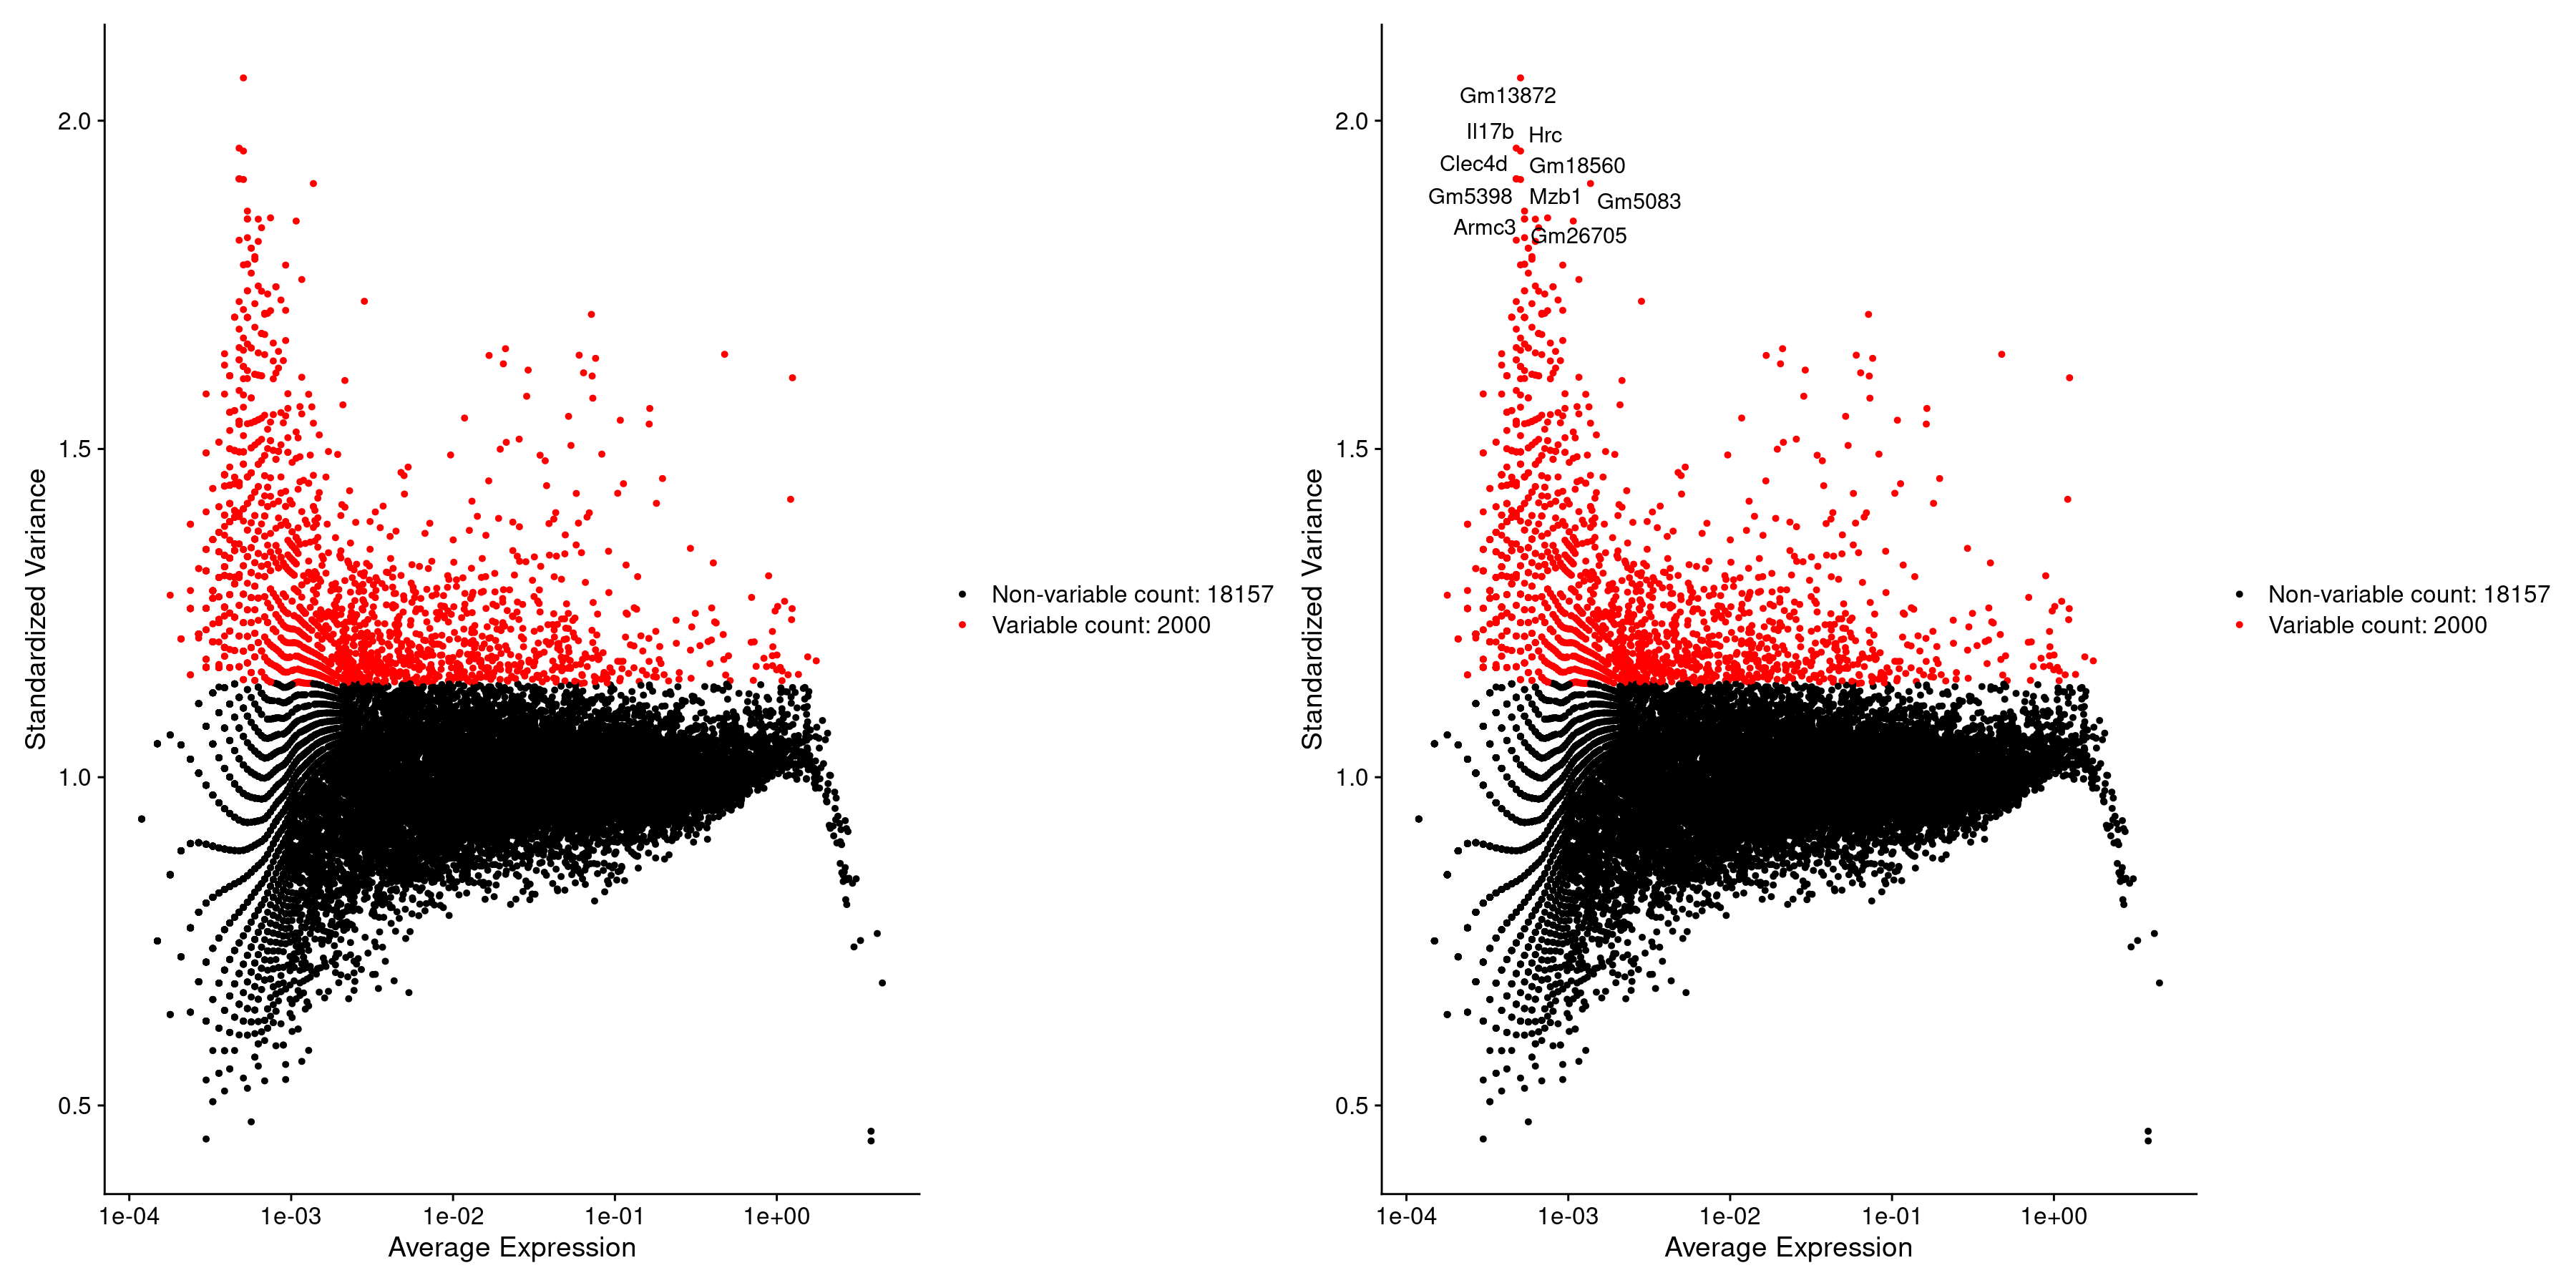 2.0
1.5
1.0
0.5
Standardized Variance
1e-04 1e-03 1e-02 1e-01 1e+00
Average Expression
Non-variable count: 18157
Variable count: 2000
Gm13872
Il17b Hrc
Clec4d Gm18560
Gm5398 Mzb1 Gm5083
Armc3 Gm26705
2.0
1.5
1.0
0.5
Standardized Variance
1e-04 1e-03 1e-02 1e-01 1e+00
Average Expression
Non-variable count: 18157
Variable count: 2000